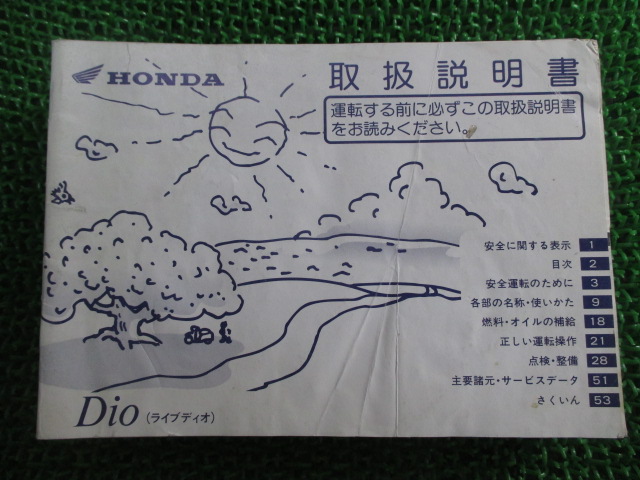 HONDA
取扱説明書
運転する前に必ずこの取扱説明書
をお読みください。
安全に関する表示 1
目次 2
安全運転のために 3
各部の名称・使いかた 9
燃料・オイルの補給 18
正しい運転操作 21
点検・整備 28
主要諸元・サービスデータ 51
さくいん 53
Dio (ライブディオ)